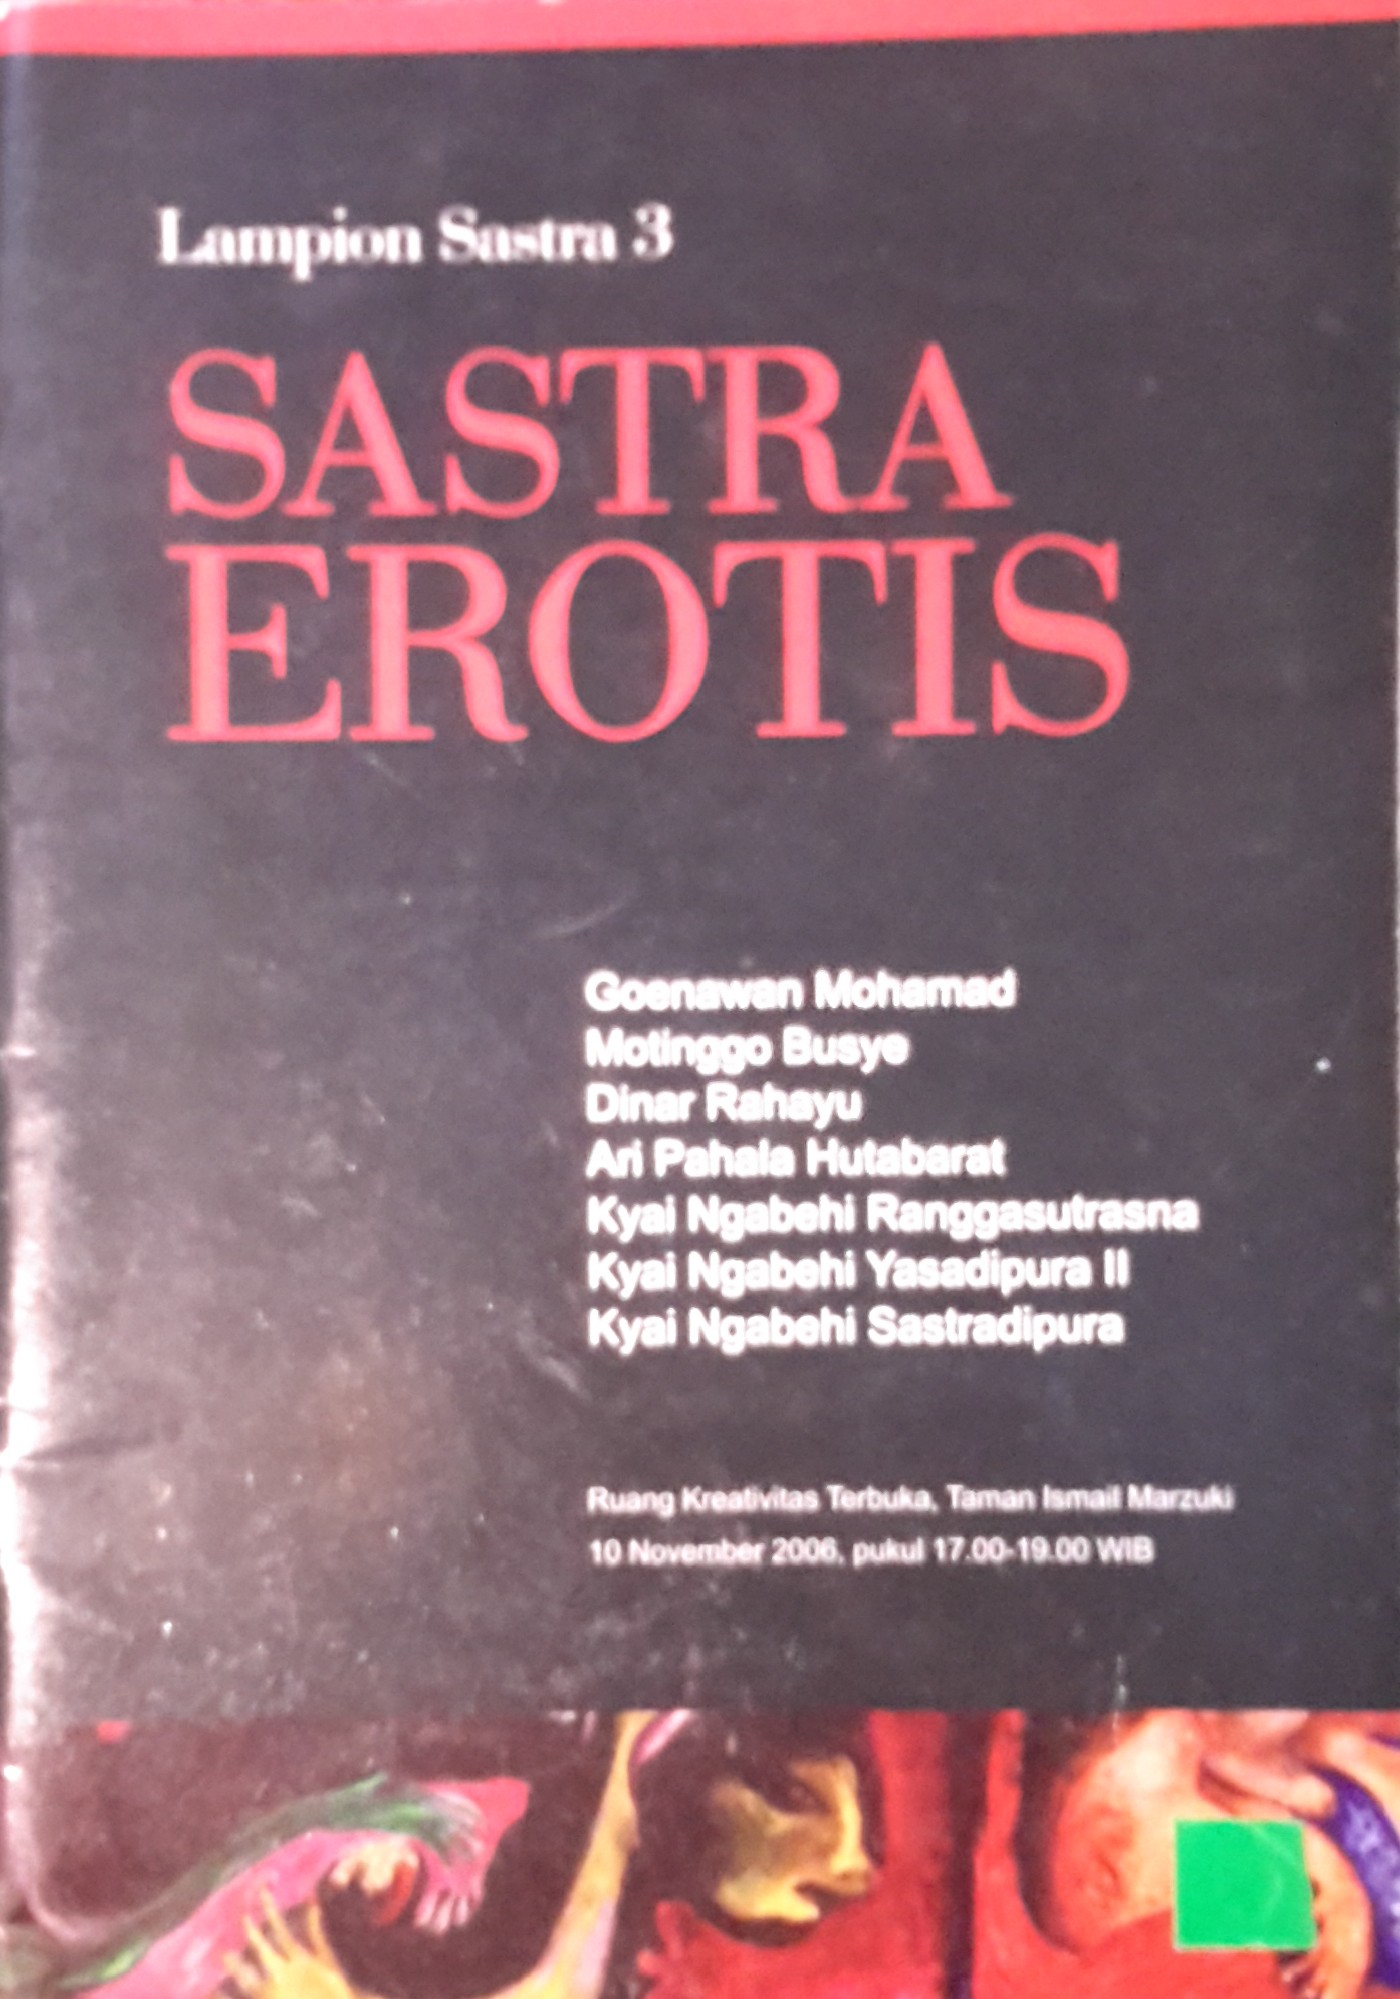 Lampion Sastra 3
SASTRA
EROTIS
Goenawan Mohamad
Motinggo Busye
Dinar Rahayu
Ari Pahala Hutabarat
Kyai Ngabehi Ranggasutrasna
Kyai Ngabehi Yasadipura II
Kyai Ngabehi Sastradipura
Ruang Kreativitas Terbuka, Taman Ismail Marzuki
10 November 2006, pukul 17.00-19.00 WIB